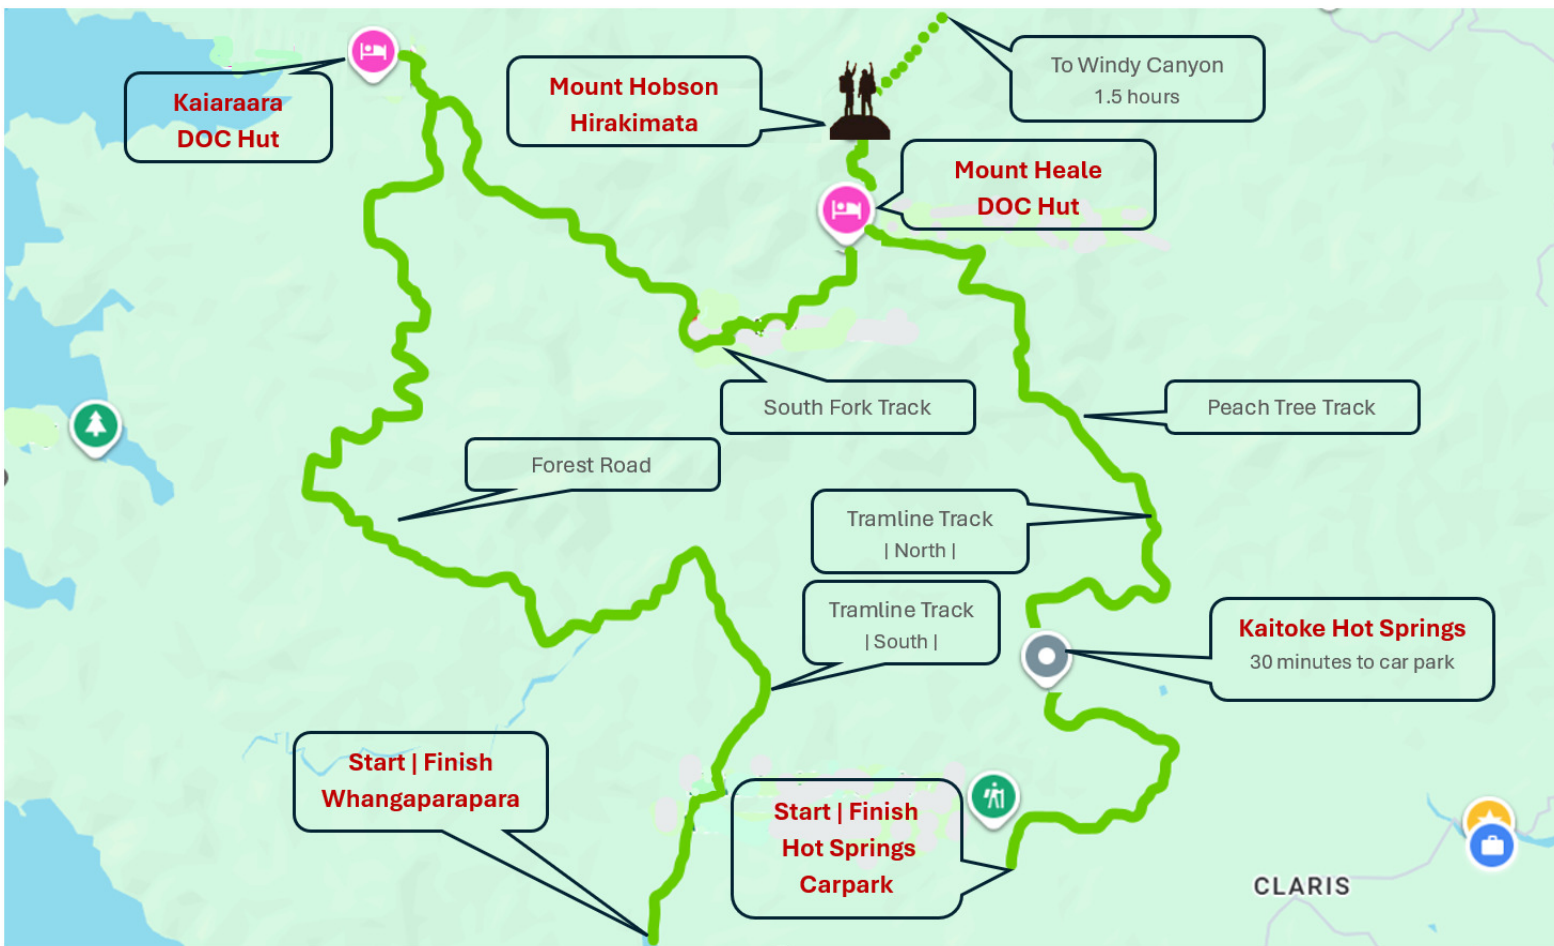 Kaiaraara
DOC Hut
Mount Hobson
Hirakimata
To Windy Canyon
1.5 hours
Mount Heale
DOC Hut
South Fork Track
Peach Tree Track
Forest Road
Tramline Track
| North |
Tramline Track
| South |
Kaitoke Hot Springs
30 minutes to car park
Start | Finish
Whangaparapara
Start | Finish
Hot Springs
Carpark
CLARIS